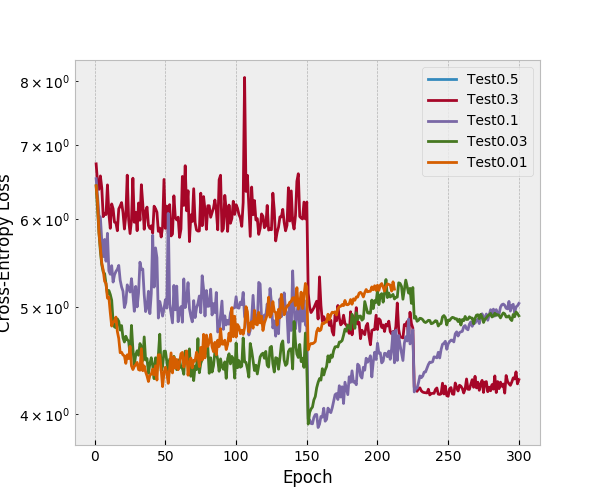 8 × 10⁰
7 × 10⁰
6 × 10⁰
5 × 10⁰
4 × 10⁰
Cross-Entropy Loss
0 50 100 150 200 250 300
Epoch
Test0.5
Test0.3
Test0.1
Test0.03
Test0.01